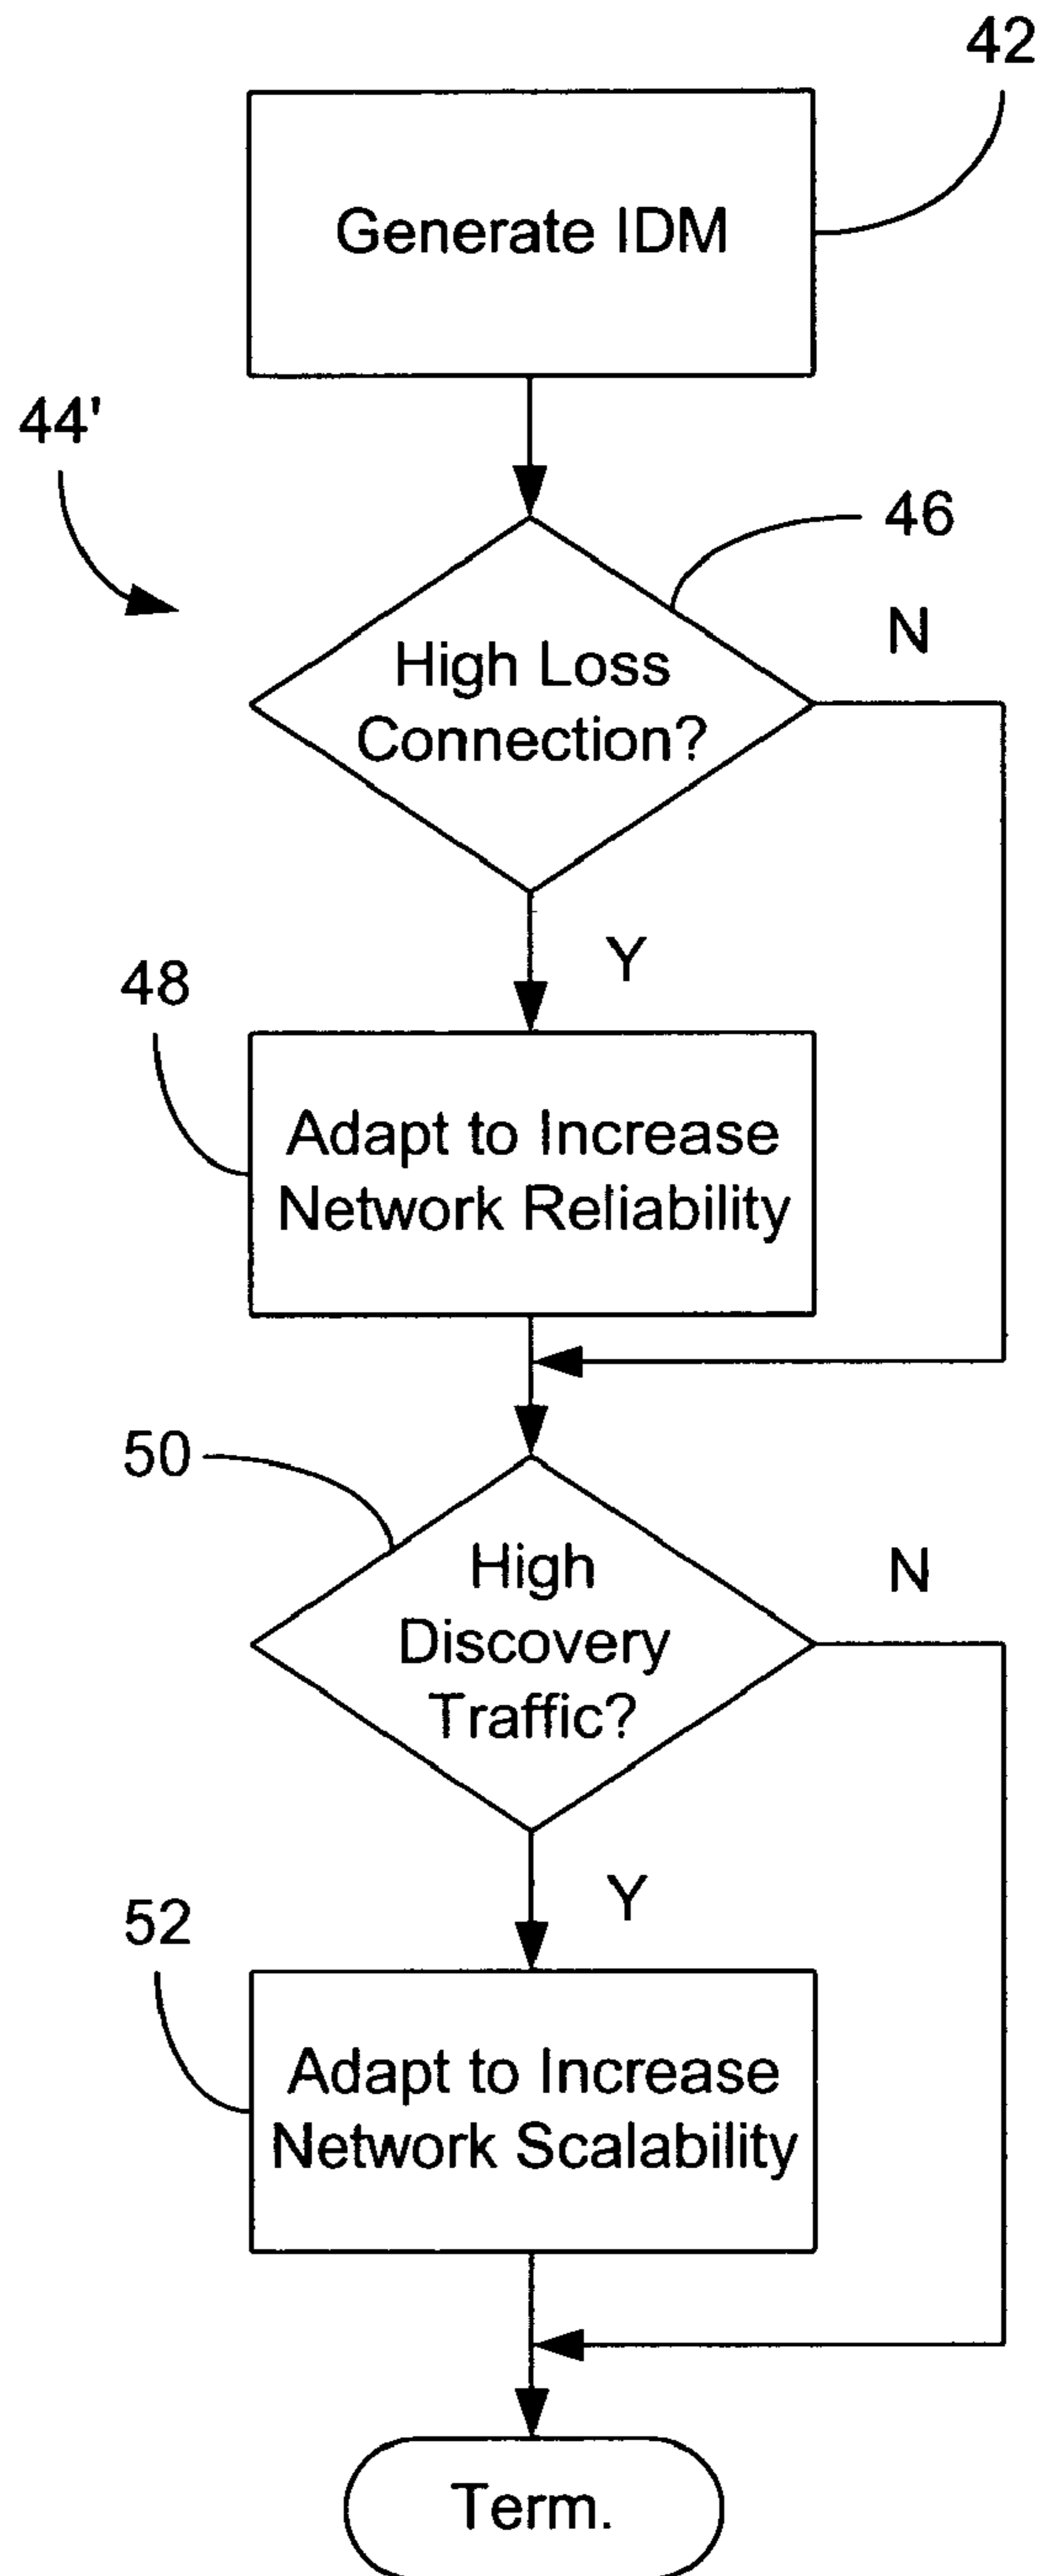 42
Generate IDM
44'
46
N
High Loss
Connection?
Y
48
Adapt to Increase
Network Reliability
50
N
High
Discovery
Traffic?
Y
52
Adapt to Increase
Network Scalability
Term.